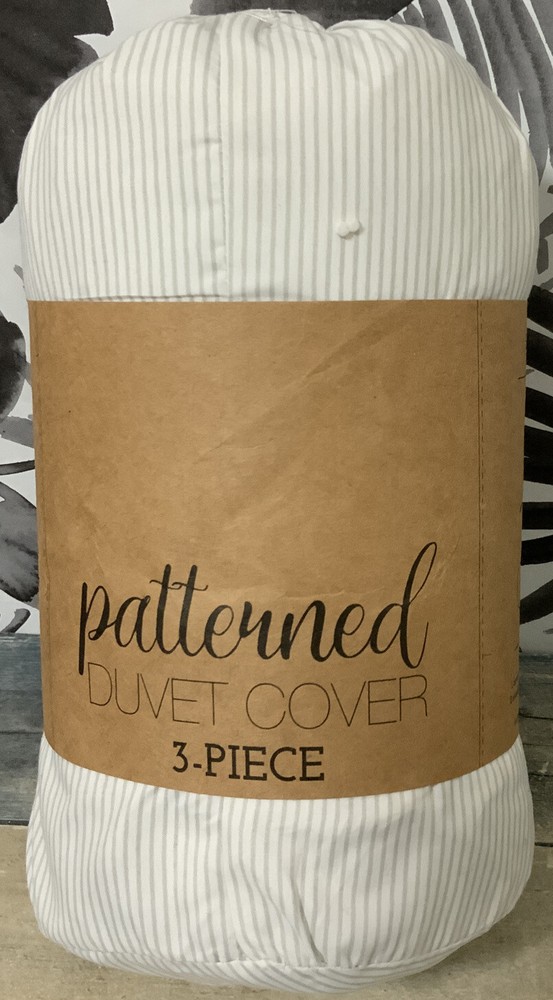 patterned
DUVET COVER
3-PIECE